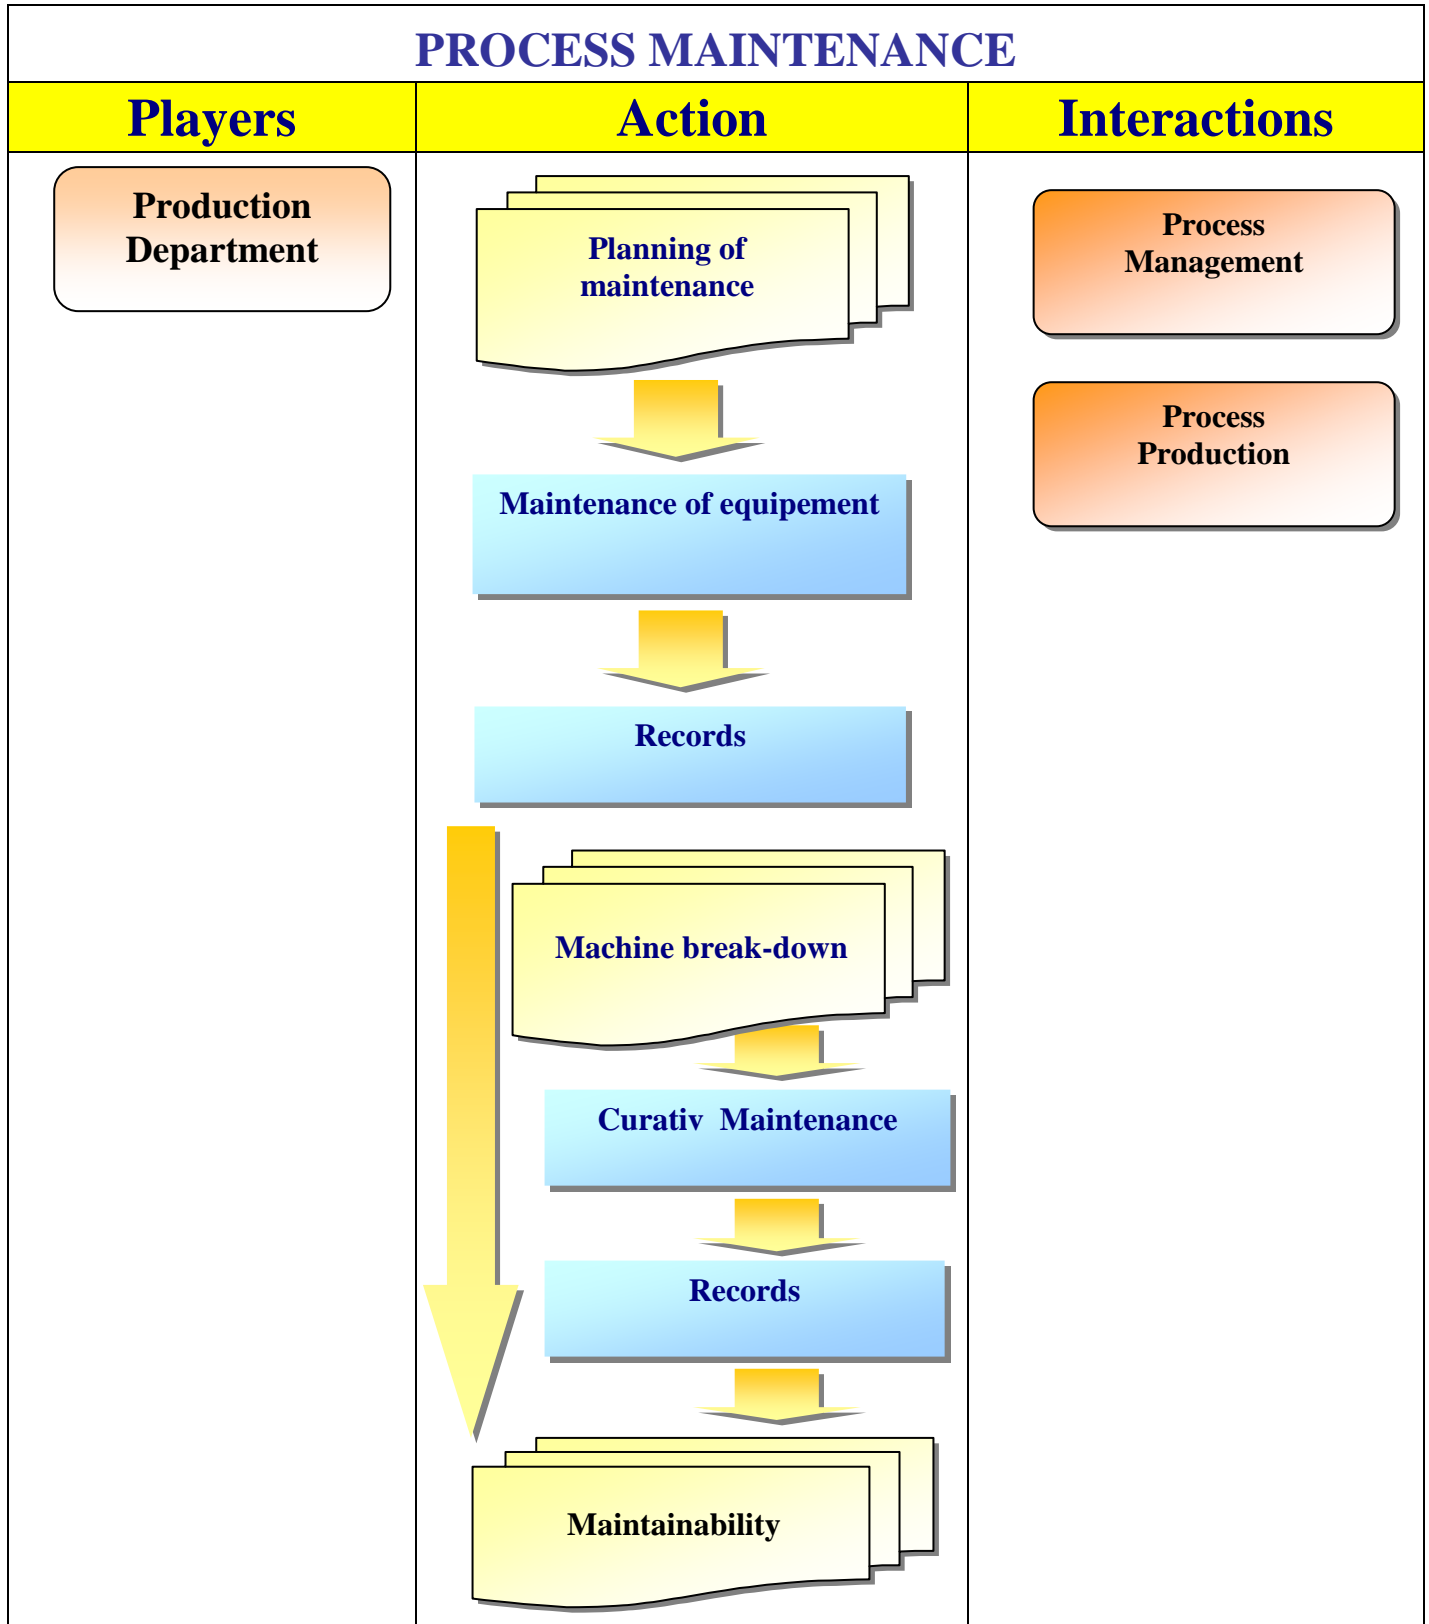 PROCESS MAINTENANCE
Players
Action
Interactions
Production
Department
Planning of
maintenance
Process
Management
Process
Production
Maintenance of equipement
Records
Machine break-down
Curativ  Maintenance
Records
Maintainability